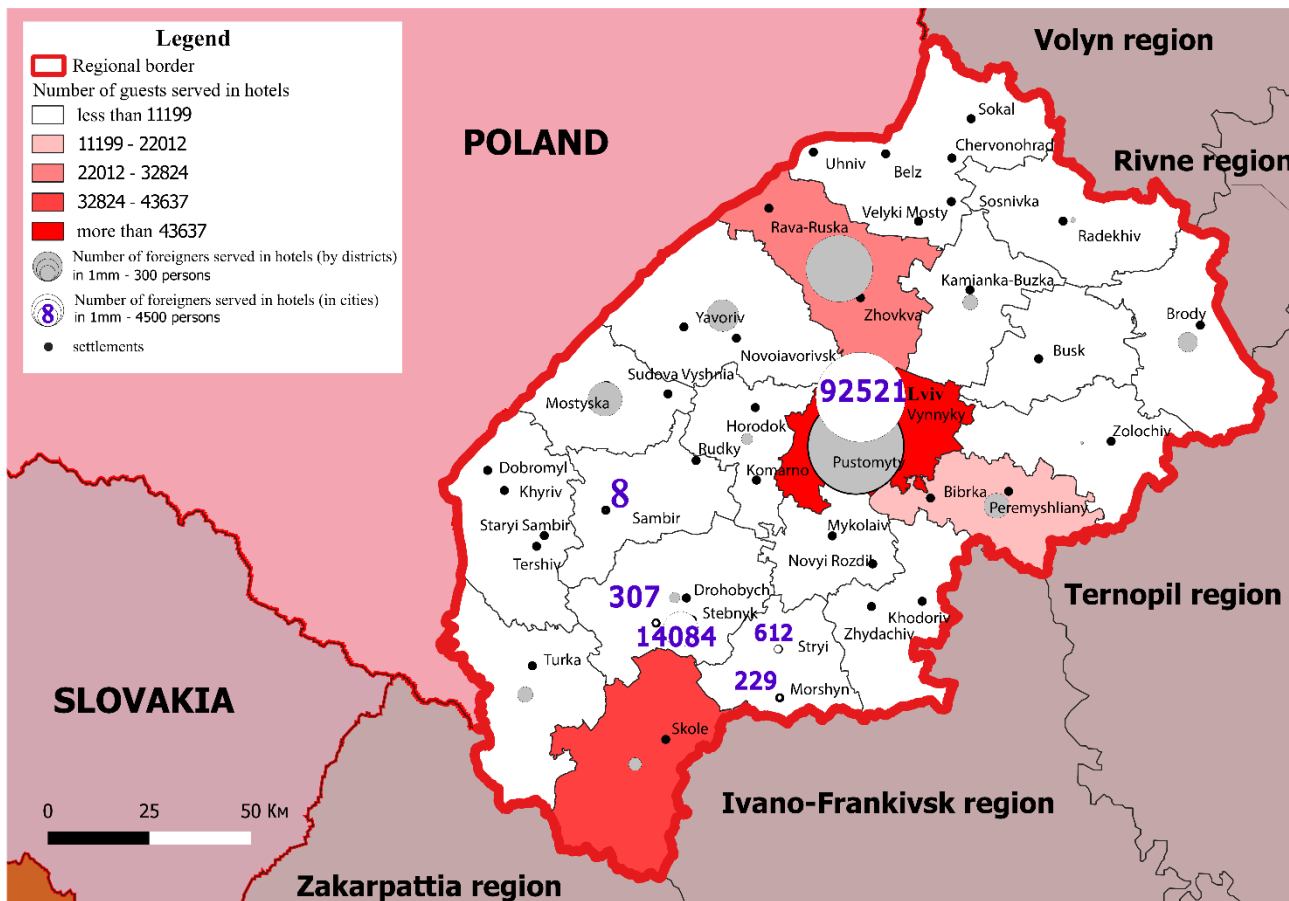 Legend
Regional border
Number of guests served in hotels
less than 11199
11199 - 22012
22012 - 32824
32824 - 43637
more than 43637
Number of foreigners served in hotels (by districts)
in 1mm - 300 persons
Number of foreigners served in hotels (in cities)
in 1mm - 4500 persons
8
settlements
Volyn region
POLAND
Sokal
Chervonohrad
Uhniv
Belz
Rivne region
Velyki Mosty
Sosnivka
Rava-Ruska
Radekhiv
Kamianka-Buzka
Yavoriv
Zhovkva
Brody
Novoiavorivsk
Busk
Sudova Vyshnia
92521
Lviv
Mostyska
Vynnyky
Horodok
Zolochiv
Rudky
Pustomyty
Dobromyl
Komarno
Khyriv
Bibrka
8
Peremyshliany
Sambir
Staryi Sambir
Mykolaiv
Tershiv
Novyi Rozdil
307
Drohobych
Ternopil region
Stebnyk
Khodoriv
14084
612
Zhydachiv
Stryi
Turka
229
Morshyn
SLOVAKIA
Skole
0 25 50 Км
Ivano-Frankivsk region
Zakarpattia region